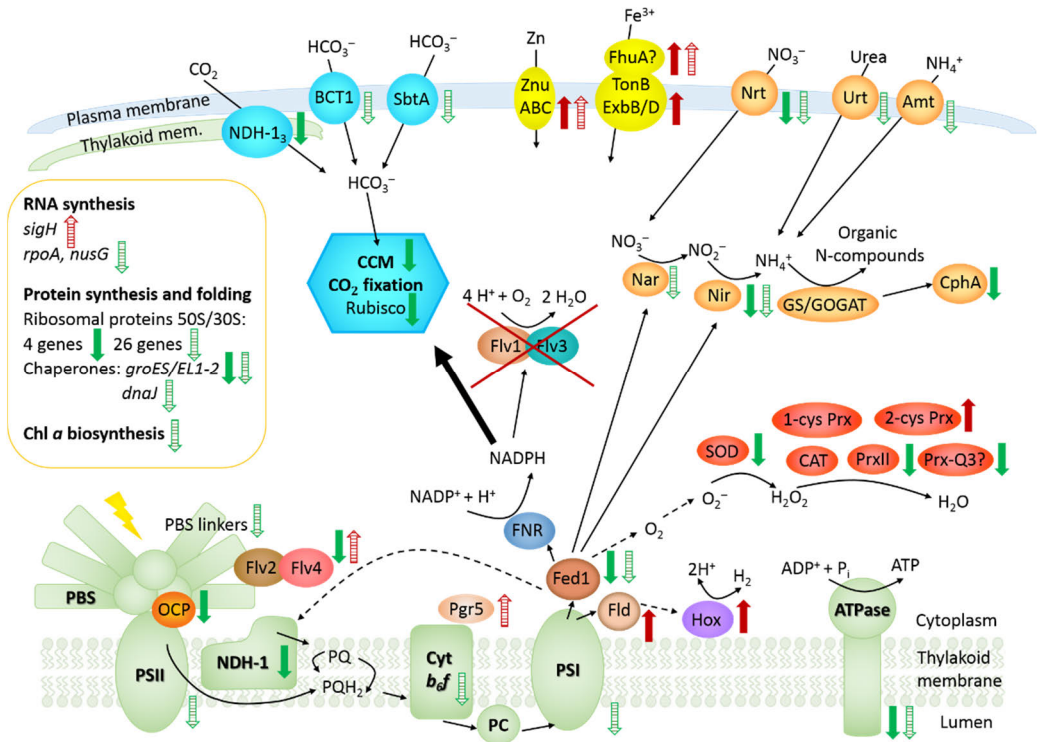 Fe³⁺
HCO₃⁻
HCO₃⁻
Zn
NO₃⁻
Urea
NH₄⁺
CO₂
FhuA?
Plasma membrane
BCT1
SbtA
Znu
ABC
TonB
ExbB/D
Nrt
Urt
Amt
Thylakoid mem.
NDH-1₃
HCO₃⁻
RNA synthesis
sigH
rpoA, nusG
Protein synthesis and folding
Ribosomal proteins 50S/30S:
4 genes 26 genes
Chaperones: groES/EL1-2
dnaJ
Chl a biosynthesis
CCM
CO₂ fixation
Rubisco
4 H⁺ + O₂ 2 H₂O
Flv1 Flv3
NO₃⁻
NO₂⁻
NH₄⁺
Organic
N-compounds
Nar
Nir
GS/GOGAT
CphA
NADPH
NADP⁺ + H⁺
FNR
1-cys Prx
2-cys Prx
SOD
CAT
PrxII
Prx-Q3?
O₂⁻
H₂O₂
H₂O
O₂
PBS linkers
Flv2 Flv4
PBS
OCP
Fed1
2H⁺
H₂
ADP⁺ + Pᵢ
ATP
Pgr5
Fld
Hox
ATPase
Cytoplasm
PSII
NDH-1
PQ
PQH₂
Cyt
b₆f
PSI
Thylakoid
membrane
PC
Lumen